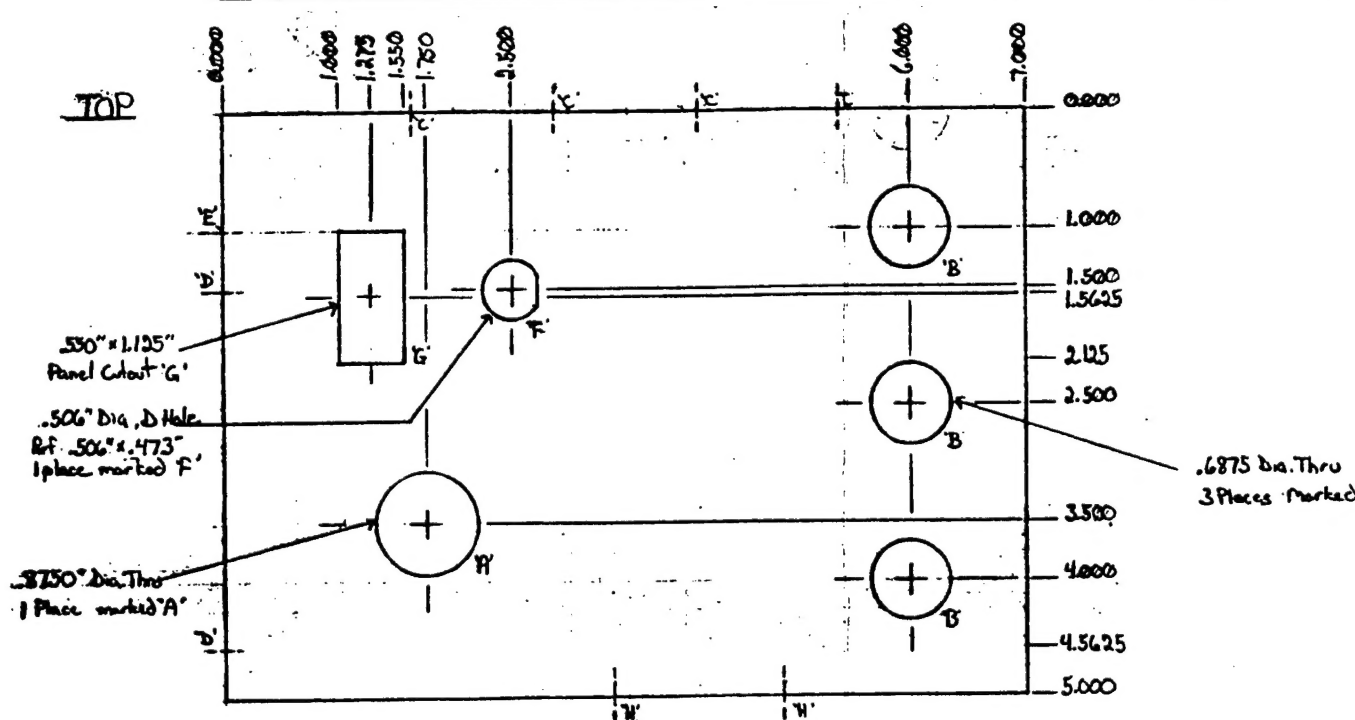 0.000
1.000
1.275
1.550
1.750
2.500
6.000
7.000
TOP
0.000
'C'
'C'
'C'
'E'
1.000
'B'
'D'
1.500
1.5625
'F'
.550" x 1.125"
Panel Cutout 'G'
'G'
2.125
2.500
.506" Dia. D Hole
Ref. .506" x .473"
1 place marked 'F'
'B'
.6875 Dia. Thru
3 Places Marked
3.500
'A'
.8750" Dia. Thru
1 Place marked "A"
4.000
'B'
'D'
4.5625
5.000
'H'
'H'